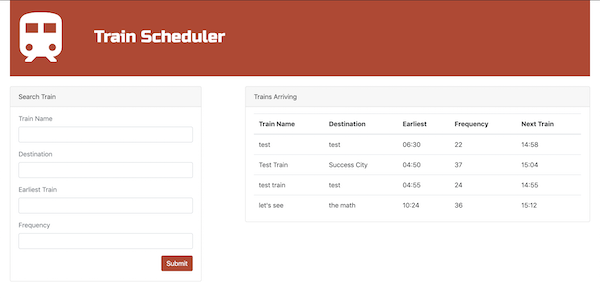 Train Scheduler
Search Train
Train Name
Destination
Earliest Train
Frequency
Submit
Trains Arriving
Train Name Destination Earliest Frequency Next Train
test test 06:30 22 14:58
Test Train Success City 04:50 37 15:04
test train test 04:55 24 14:55
let's see the math 10:24 36 15:12